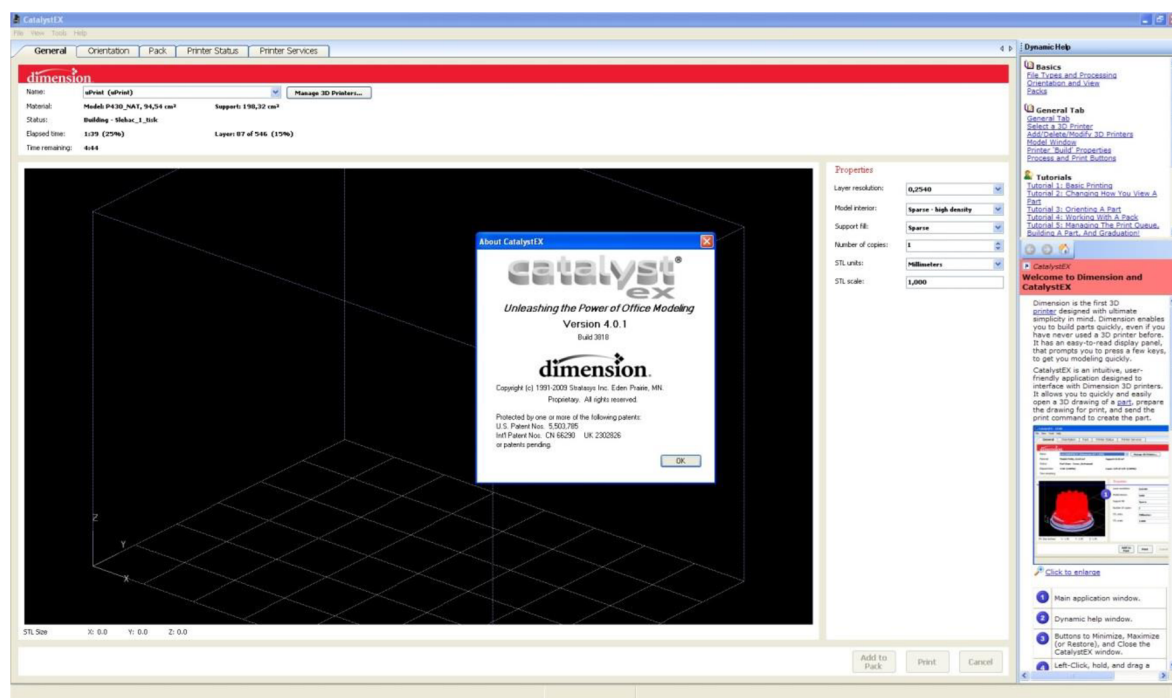 CatalystEX
File View Tools Help
General Orientation Pack Printer Status Printer Services
dimension
Name: uPrint (uPrint) Manage 3D Printers...
Material: Model: P430_NAT, 94,54 cm³ Support: 198,32 cm³
Status: Building - Slehac_1_tisk
Elapsed time: 1:39 (25%) Layer: 87 of 546 (15%)
Time remaining: 4:44
Properties
Layer resolution: 0,2540
Model interior: Sparse - high density
Support fill: Sparse
Number of copies: 1
STL units: Millimeters
STL scale: 1,000
About CatalystEX
catalyst®
ex
Unleashing the Power of Office Modeling
Version 4.0.1
Build 3818
dimension.
Copyright (c) 1991-2009 Stratasys Inc. Eden Prairie, MN.
Proprietary. All rights reserved.
Protected by one or more of the following patents:
U.S. Patent Nos. 5,503,785
Int'l Patent Nos. CN 66290 UK 2302826
or patents pending.
OK
Z
Y
X
STL Size X: 0.0 Y: 0.0 Z: 0.0
Add to
Pack
Print Cancel
Dynamic Help
Basics
File Types and Processing
Orientation and View
Packs
General Tab
General Tab
Select a 3D Printer
Add/Delete/Modify 3D Printers
Model Window
Printer 'Build' Properties
Process and Print Buttons
Tutorials
Tutorial 1: Basic Printing
Tutorial 2: Changing How You View A
Part
Tutorial 3: Orienting A Part
Tutorial 4: Working With A Pack
Tutorial 5: Managing The Print Queue,
Building A Part, And Graduation!
CatalystEX
Welcome to Dimension and
CatalystEX
Dimension is the first 3D
printer designed with ultimate
simplicity in mind. Dimension enables
you to build parts quickly, even if you
have never used a 3D printer before.
It has an easy-to-read display panel,
that prompts you to press a few keys,
to get you modeling quickly.
CatalystEX is an intuitive, user-
friendly application designed to
interface with Dimension 3D printers.
It allows you to quickly and easily
open a 3D drawing of a part, prepare
the drawing for print, and send the
print command to create the part.
Click to enlarge
1 Main application window.
2 Dynamic help window.
3 Buttons to Minimize, Maximize
(or Restore), and Close the
CatalystEX window.
4 Left-Click, hold, and drag a